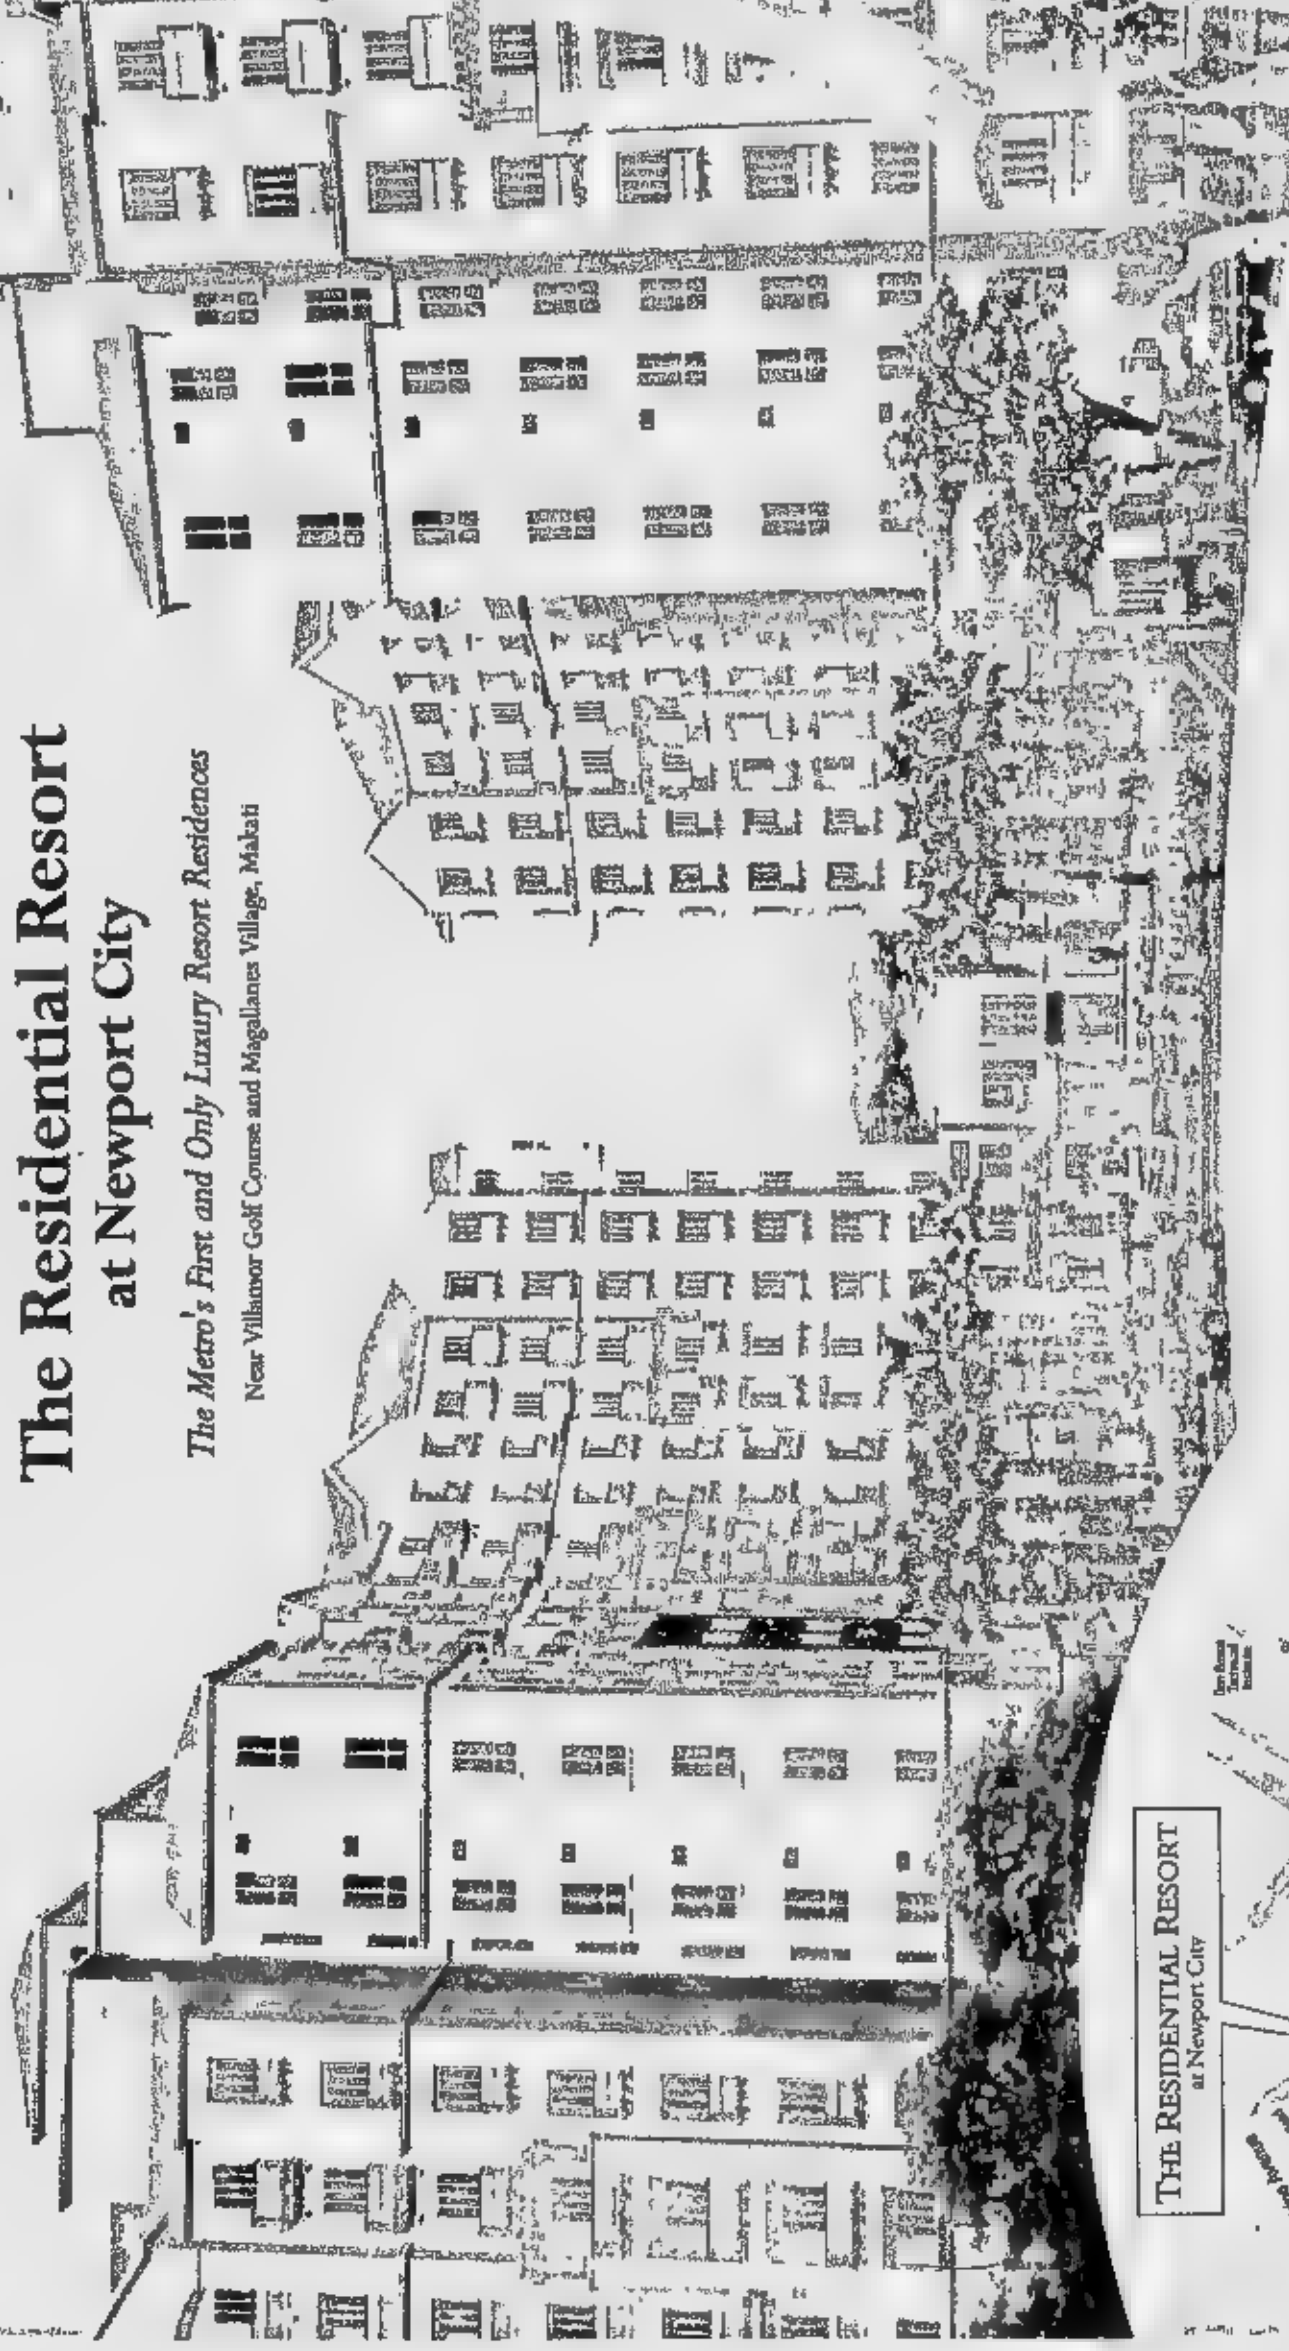 The Residential Resort
at Newport City
The Metro's First and Only Luxury Resort Residences
Near Villamor Golf Course and Magallanes Village, Makati
THE RESIDENTIAL RESORT
at Newport City